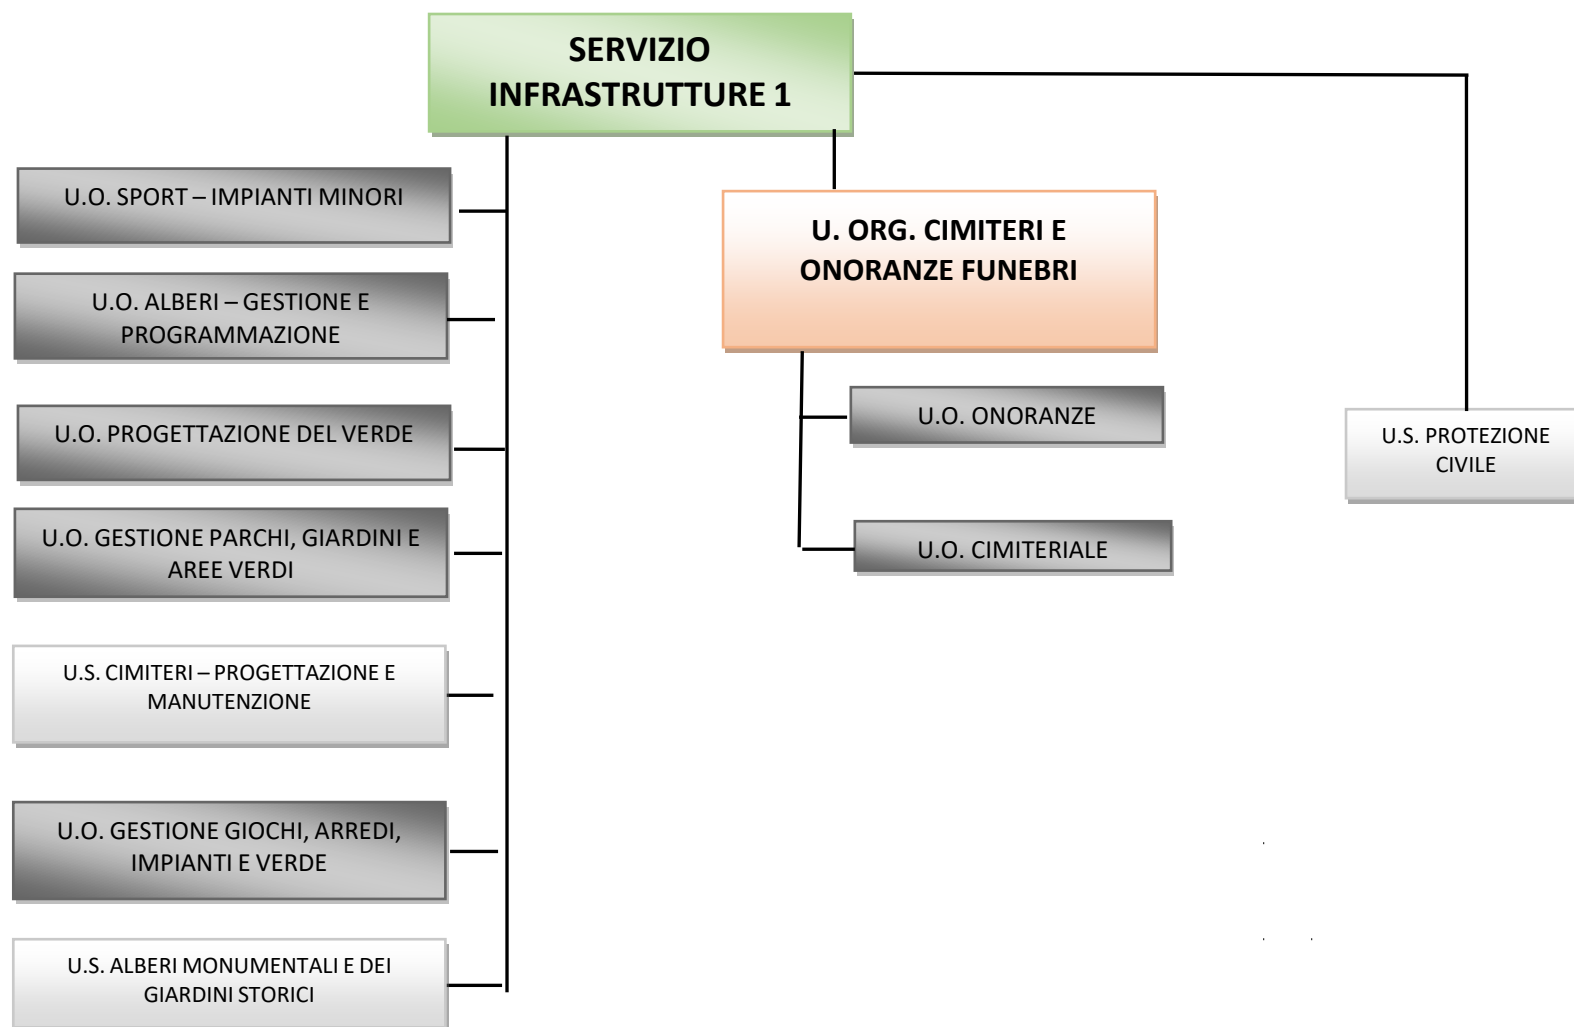 SERVIZIO
INFRASTRUTTURE 1
U.O. SPORT – IMPIANTI MINORI
U.O. ALBERI – GESTIONE E
PROGRAMMAZIONE
U.O. PROGETTAZIONE DEL VERDE
U.O. GESTIONE PARCHI, GIARDINI E
AREE VERDI
U.S. CIMITERI – PROGETTAZIONE E
MANUTENZIONE
U.O. GESTIONE GIOCHI, ARREDI,
IMPIANTI E VERDE
U.S. ALBERI MONUMENTALI E DEI
GIARDINI STORICI
U. ORG. CIMITERI E
ONORANZE FUNEBRI
U.O. ONORANZE
U.O. CIMITERIALE
U.S. PROTEZIONE
CIVILE